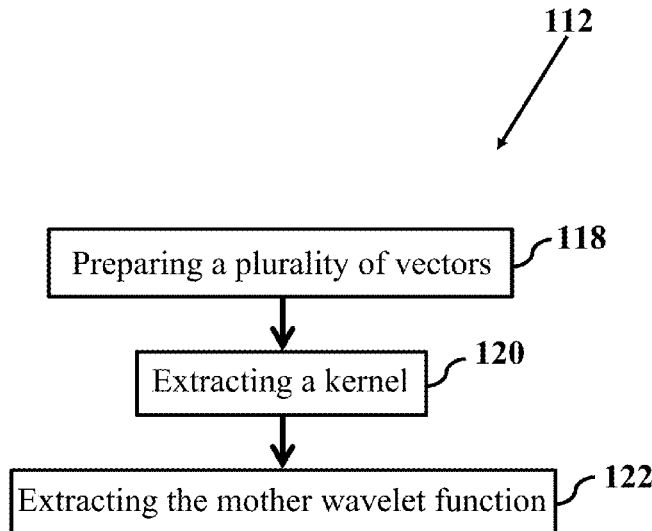 112
Preparing a plurality of vectors
118
Extracting a kernel
120
Extracting the mother wavelet function
122